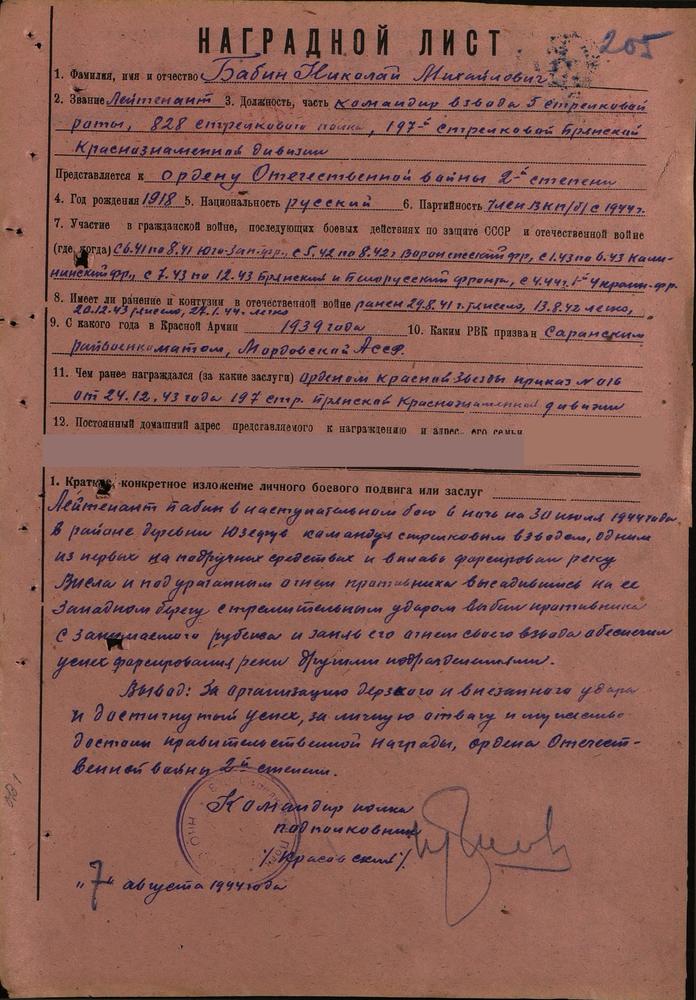 НАГРАДНОЙ ЛИСТ
205
1. Фамилия, имя и отчество Бабин Николай Михайлович
2. Звание Лейтенант 3. Должность, часть командир взвода 5 стрелковой
роты, 828 стрелкового полка, 197-й стрелковой Брянской
Краснознаменной дивизии
Представляется к ордену Отечественной войны 2-й степени
4. Год рождения 1918 5. Национальность русский 6. Партийность Член ВКП(б) с 1944г.
7. Участие в гражданской войне, последующих боевых действиях по защите СССР и отечественной войне
(где, когда) С 6.41 по 8.41 Юго-Зап. фр., с 5.42 по 8.42г Воронежский фр, с 1.43 по 6.43 Кали-
нинский фр., с 7.43 по 12.43 Брянский и Белорусский фронта, с 4.44г. 1-й Украин. фр.
8. Имеет ли ранение и контузии в отечественной войне ранен 29.8.41 г. тяжело, 13.8.42 легко,
20.12.43 тяжело, 27.1.44 легко
9. С какого года в Красной Армии 1939 года 10. Каким РВК призван Саранским
райвоенкоматом, Мордовской АССР.
11. Чем ранее награждался (за какие заслуги) Орденом Красной Звезды приказ № 016
от 24.12.43 года 197 стр. Брянской Краснознаменной дивизии
12. Постоянный домашний адрес представляемого к награждению и адрес его семьи
1. Краткое, конкретное изложение личного боевого подвига или заслуг
Лейтенант Бабин в наступательном бою в ночь на 30 июля 1944 года
в районе деревни Юзефув командуя стрелковым взводом, одним
из первых на подручных средствах и вплавь форсировал реку
Висла и под ураганным огнем противника высадившись на ее
Западном берегу стремительным ударом выбил противника
с занимаемого рубежа и заняв его огнем своего взвода обеспечил
успех форсирования реки другими подразделениями.
Вывод: За организацию дерзкого и внезапного удара
и достигнутый успех, за личную отвагу и мужество
достоин правительственной награды, ордена Отечест-
венной войны 2й степени.
Командир полка
подполковник
/Красовский/
"7" августа 1944 года